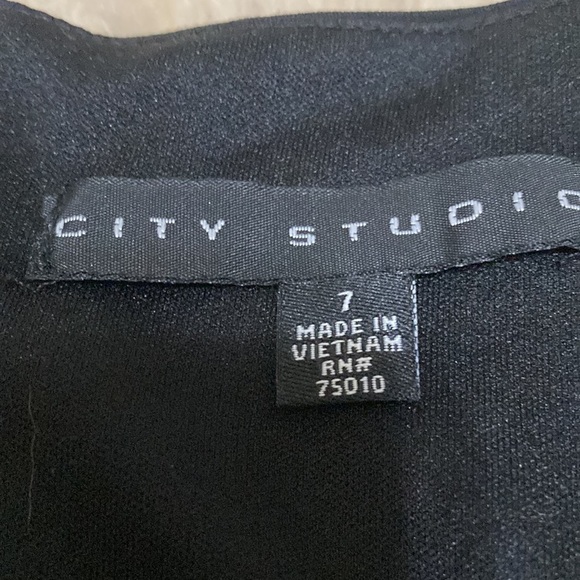 CITY STUDIO
7
MADE IN
VIETNAM
RN#
75010